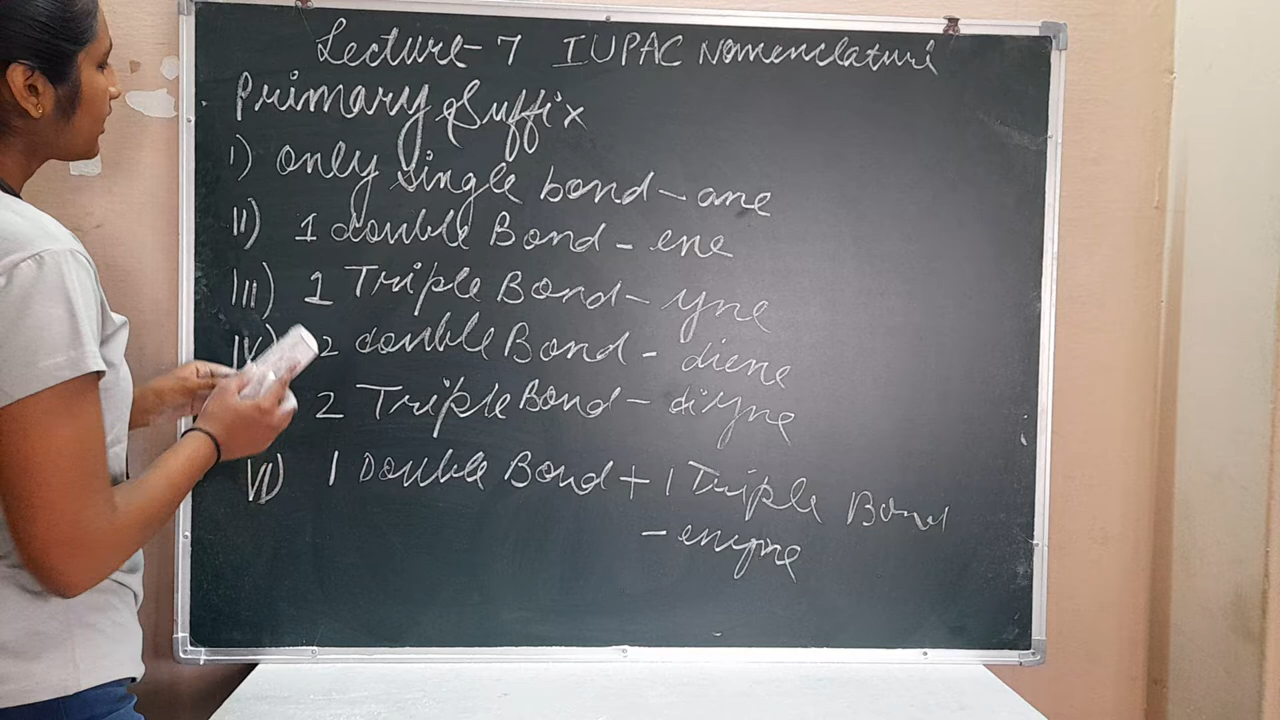 Lecture-7 IUPAC Nomenclature
Primary Suffix
I) only single bond - ane
II) 1 double Bond - ene
III) 1 Triple Bond - yne
IV) 2 double Bond - diene
2 Triple Bond - diyne
VI) 1 Double Bond + 1 Triple Bond
- enyne